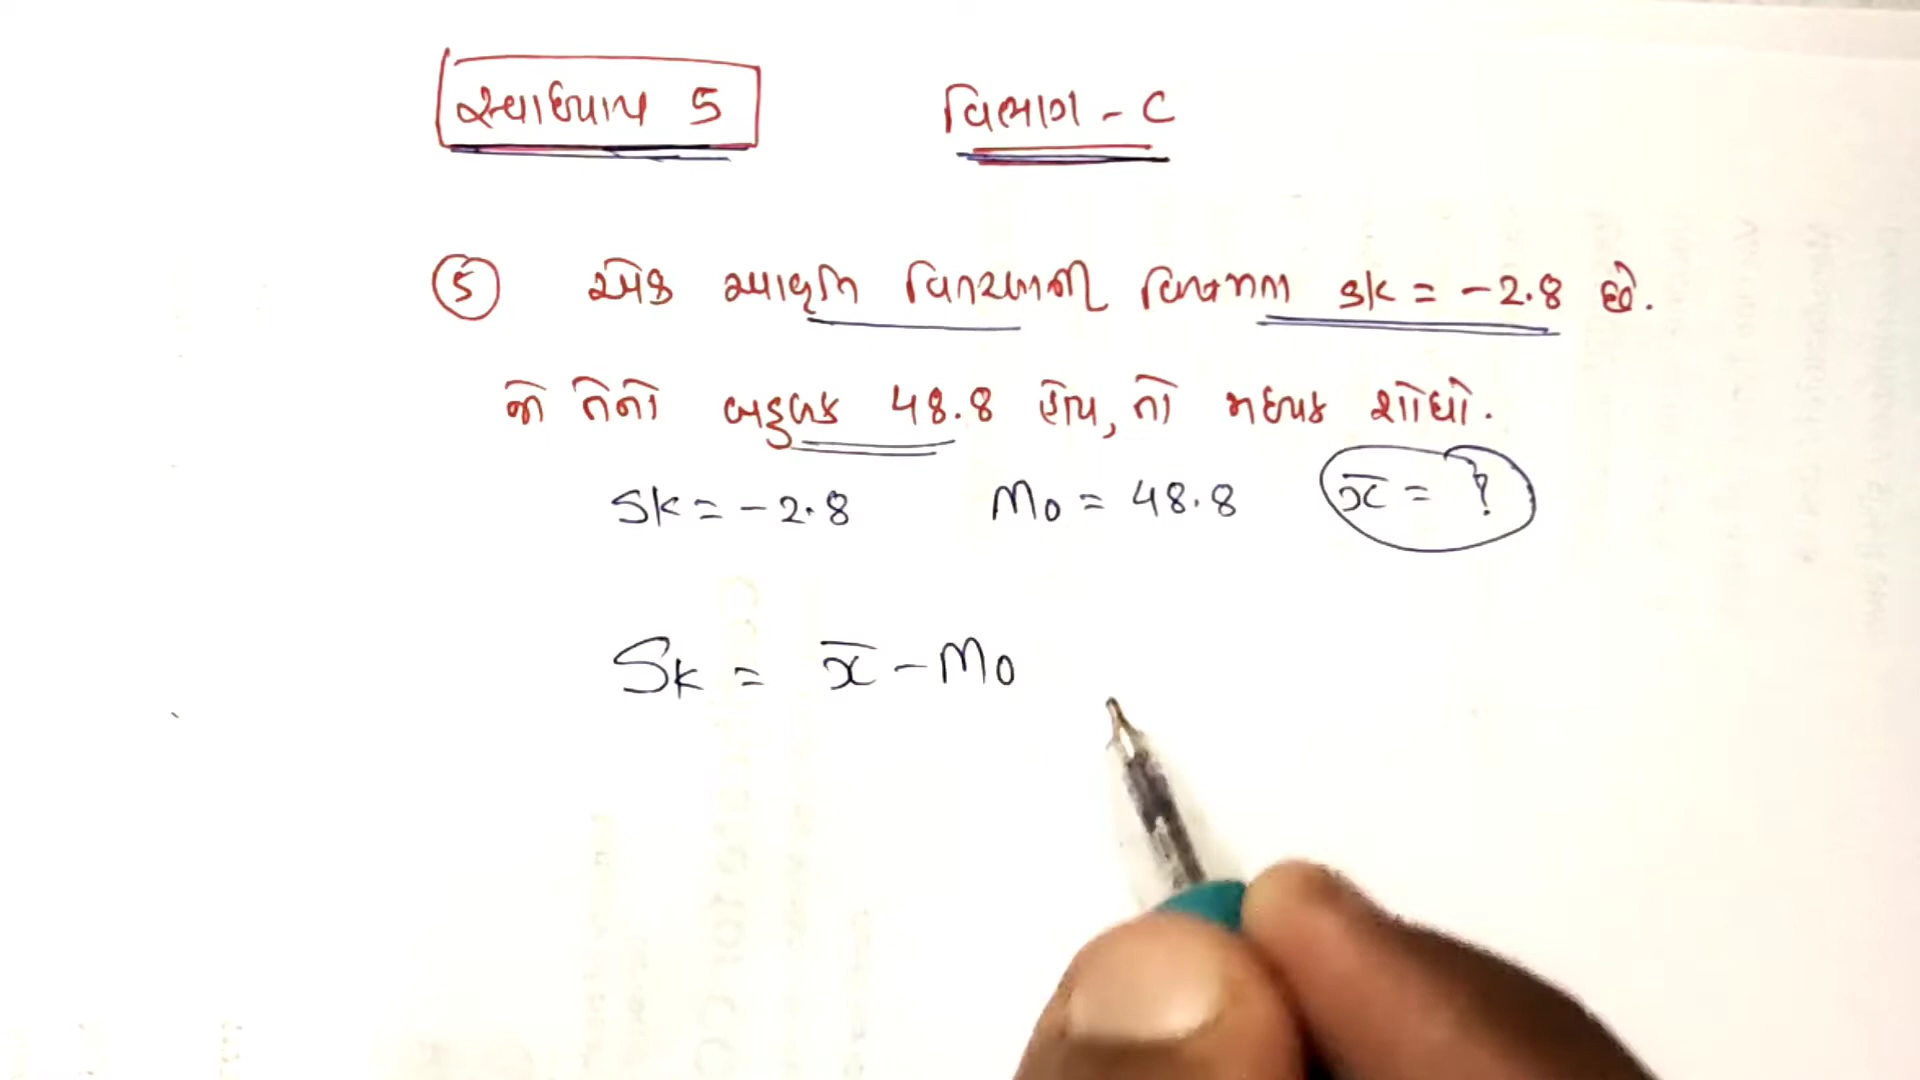 સ્વાધ્યાય 5 વિભાગ - C
5 એક આવૃતિ વિતરણની વિષમતા Sk = -2.8 છે.
જો તેનો બહુલક 48.8 હોય, તો મધ્યક શોધો.
Sk = -2.8 Mo = 48.8 x̄ = ?
Sk = x̄ - Mo